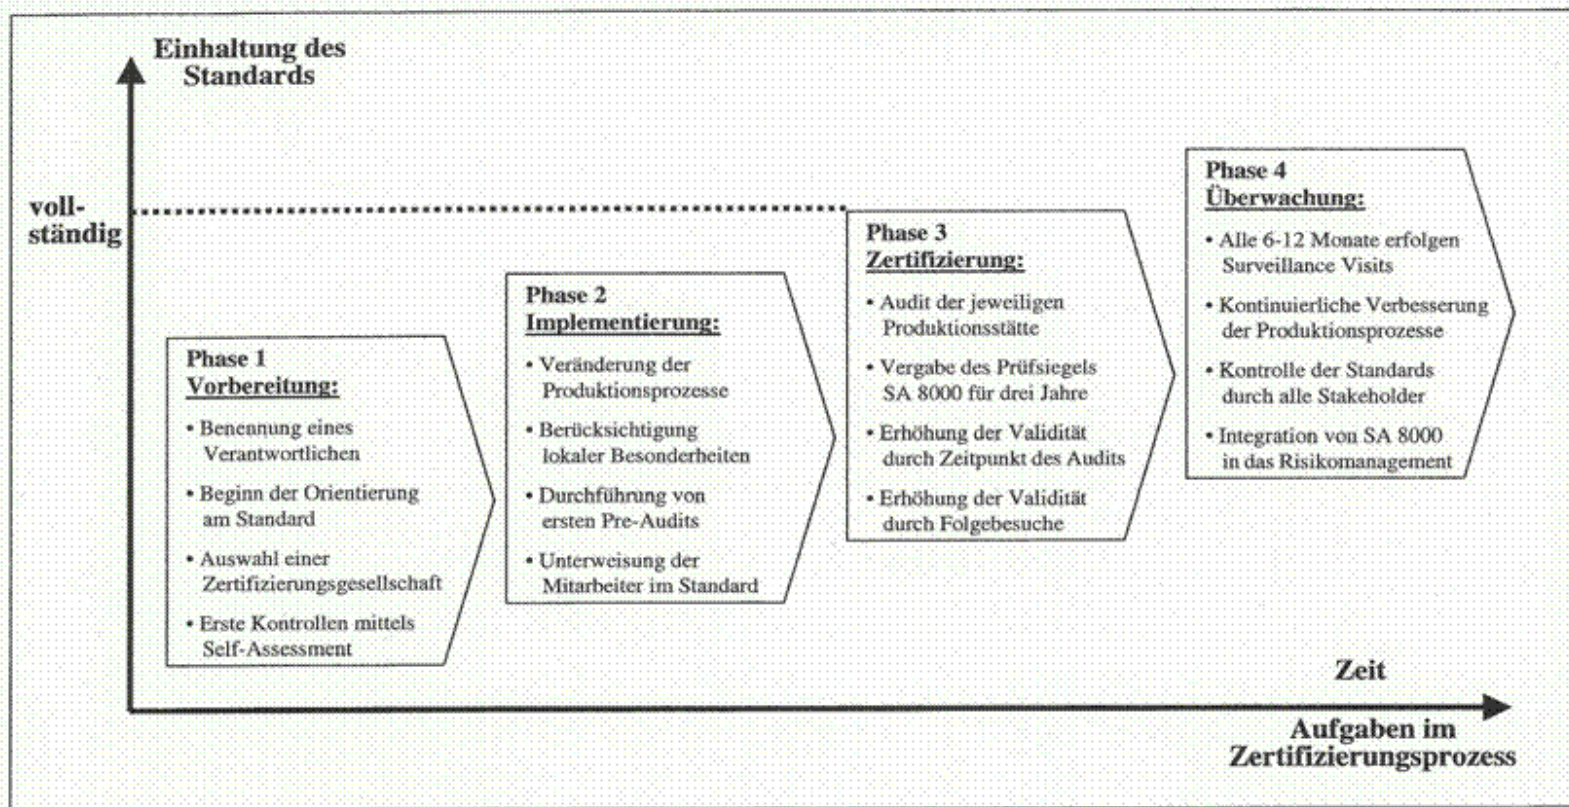 Einhaltung des
Standards
voll-
ständig
Phase 1
Vorbereitung:
• Benennung eines
Verantwortlichen
• Beginn der Orientierung
am Standard
• Auswahl einer
Zertifizierungsgesellschaft
• Erste Kontrollen mittels
Self-Assessment
Phase 2
Implementierung:
• Veränderung der
Produktionsprozesse
• Berücksichtigung
lokaler Besonderheiten
• Durchführung von
ersten Pre-Audits
• Unterweisung der
Mitarbeiter im Standard
Phase 3
Zertifizierung:
• Audit der jeweiligen
Produktionsstätte
• Vergabe des Prüfsiegels
SA 8000 für drei Jahre
• Erhöhung der Validität
durch Zeitpunkt des Audits
• Erhöhung der Validität
durch Folgebesuche
Phase 4
Überwachung:
• Alle 6-12 Monate erfolgen
Surveillance Visits
• Kontinuierliche Verbesserung
der Produktionsprozesse
• Kontrolle der Standards
durch alle Stakeholder
• Integration von SA 8000
in das Risikomanagement
Zeit
Aufgaben im
Zertifizierungsprozess